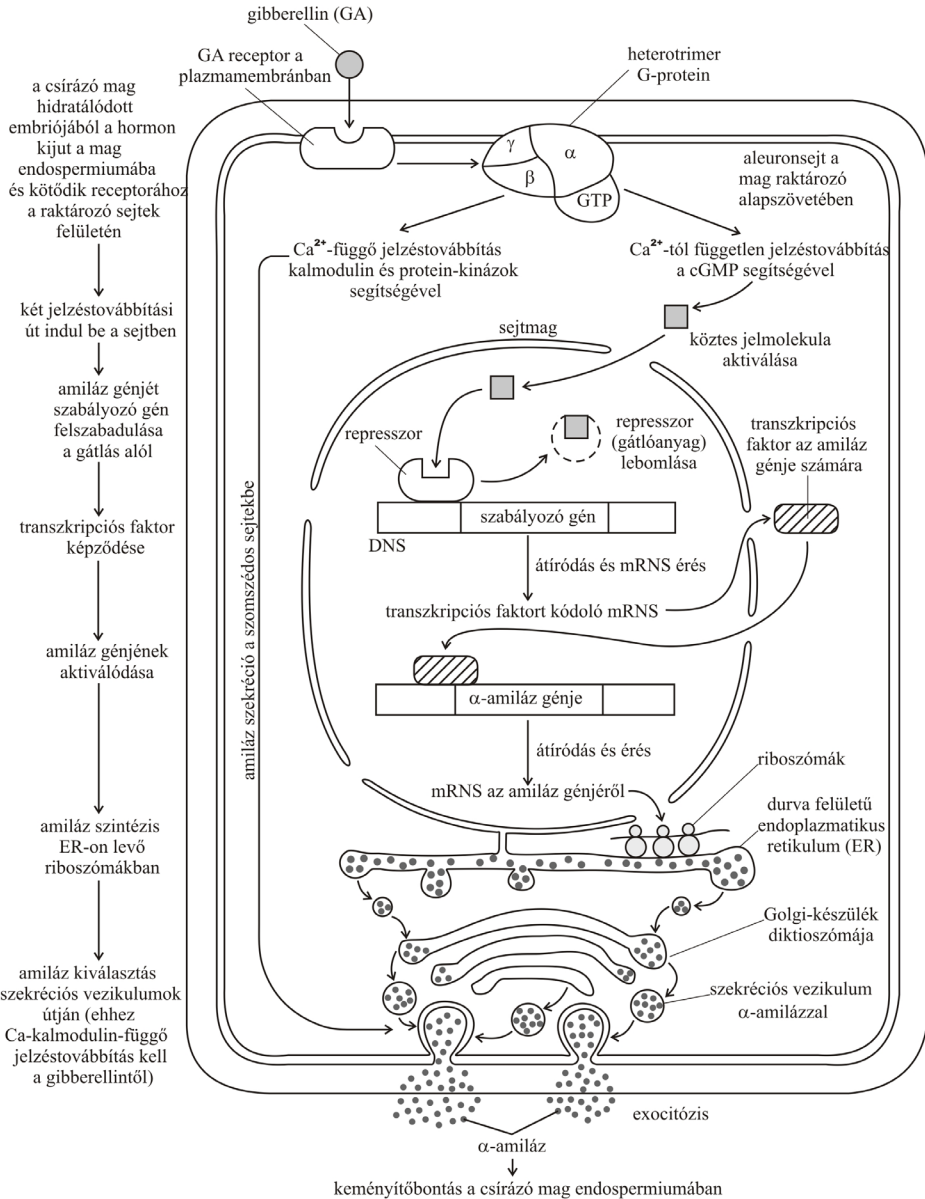 gibberellin (GA)
GA receptor a
plazmamembránban
heterotrimer
G-protein
a csírázó mag
hidratálódott
embriójából a hormon
kijut a mag
endospermiumába
és kötődik receptorához
a raktározó sejtek
felületén
γ
α
β
GTP
aleuronsejt a
mag raktározó
alapszövetében
Ca²⁺-függő jelzéstovábbítás
kalmodulin és protein-kinázok
segítségével
Ca²⁺-tól független jelzéstovábbítás
a cGMP segítségével
két jelzéstovábbítási
út indul be a sejtben
sejtmag
köztes jelmolekula
aktiválása
amiláz génjét
szabályozó gén
felszabadulása
a gátlás alól
represszor
represszor
(gátlóanyag)
lebomlása
transzkripciós
faktor az amiláz
génje számára
szabályozó gén
DNS
transzkripciós faktor
képződése
átíródás és mRNS érés
transzkripciós faktort kódoló mRNS
amiláz szekréció a szomszédos sejtekbe
amiláz génjének
aktiválódása
α-amiláz génje
átíródás és érés
mRNS az amiláz génjéről
riboszómák
durva felületű
endoplazmatikus
retikulum (ER)
amiláz szintézis
ER-on levő
riboszómákban
Golgi-készülék
diktioszómája
amiláz kiválasztás
szekréciós vezikulumok
útján (ehhez
Ca-kalmodulin-függő
jelzéstovábbítás kell
a gibberellintől)
szekréciós vezikulum
α-amilázzal
exocitózis
α-amiláz
keményítőbontás a csírázó mag endospermiumában